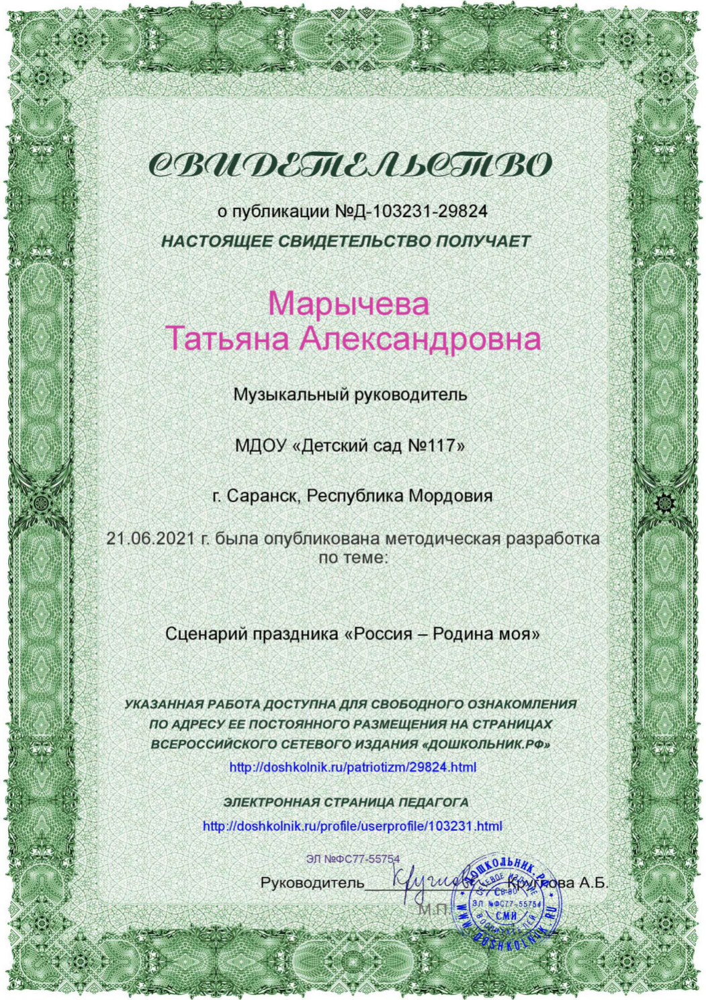 СВИДЕТЕЛЬСТВО
о публикации №Д-103231-29824
НАСТОЯЩЕЕ СВИДЕТЕЛЬСТВО ПОЛУЧАЕТ
Марычева
Татьяна Александровна
Музыкальный руководитель
МДОУ «Детский сад №117»
г. Саранск, Республика Мордовия
21.06.2021 г. была опубликована методическая разработка
по теме:
Сценарий праздника «Россия – Родина моя»
УКАЗАННАЯ РАБОТА ДОСТУПНА ДЛЯ СВОБОДНОГО ОЗНАКОМЛЕНИЯ
ПО АДРЕСУ ЕЕ ПОСТОЯННОГО РАЗМЕЩЕНИЯ НА СТРАНИЦАХ
ВСЕРОССИЙСКОГО СЕТЕВОГО ИЗДАНИЯ «ДОШКОЛЬНИК.РФ»
http://doshkolnik.ru/patriotizm/29824.html
ЭЛЕКТРОННАЯ СТРАНИЦА ПЕДАГОГА
http://doshkolnik.ru/profile/userprofile/103231.html
ЭЛ №ФС77-55754
Руководитель Круглова Круглова А.Б.
М.П.
ДОШКОЛЬНИК.РФ
СЕТЕВОЕ ИЗДАНИЕ
СВ-ВО
ЭЛ №ФС77-55754
СМИ
ВОСПИТАТЕЛЕЙ
WWW.DOSHKOLNIK.RU